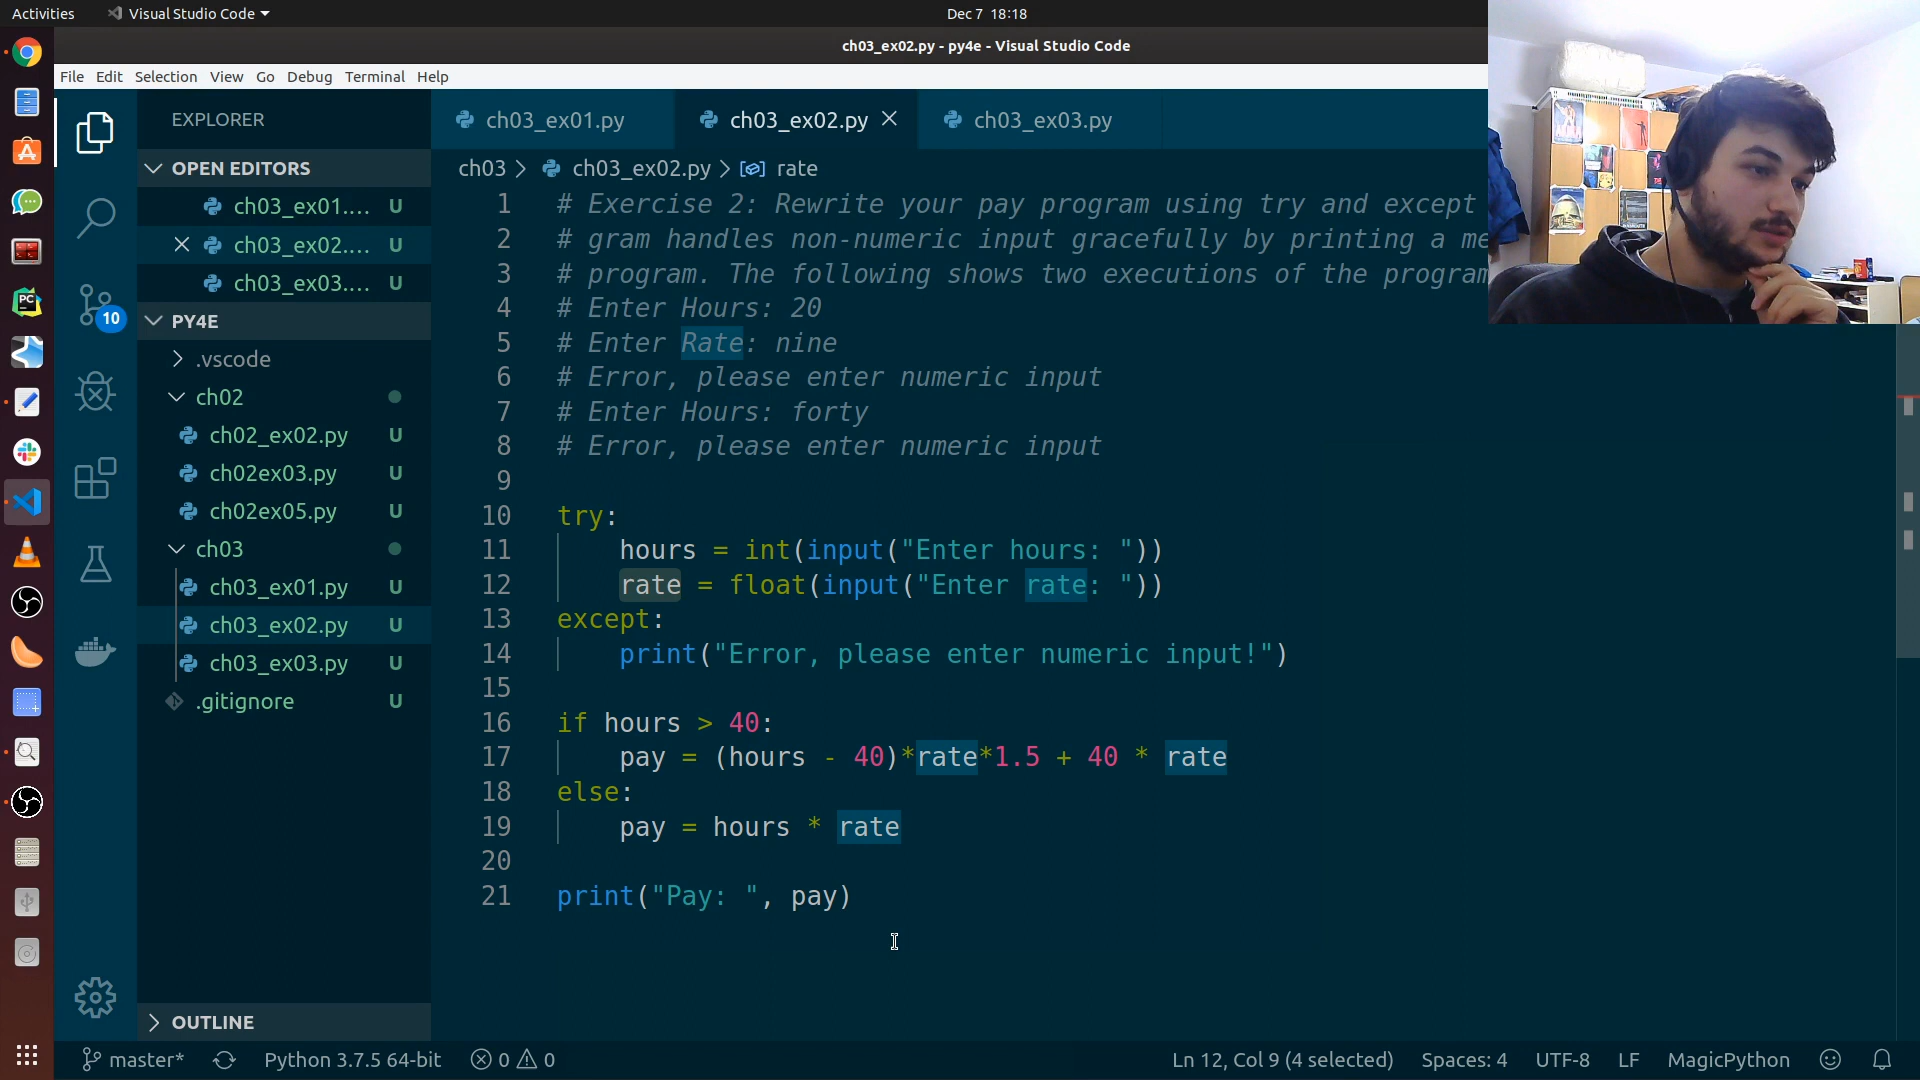 Activities
Visual Studio Code
Dec 7 18:18
ch03_ex02.py - py4e - Visual Studio Code
File Edit Selection View Go Debug Terminal Help
EXPLORER
OPEN EDITORS
ch03_ex01.... U
ch03_ex02.... U
ch03_ex03.... U
PY4E
.vscode
ch02
ch02_ex02.py U
ch02ex03.py U
ch02ex05.py U
ch03
ch03_ex01.py U
ch03_ex02.py U
ch03_ex03.py U
.gitignore U
OUTLINE
10
PC
ch03_ex01.py
ch03_ex02.py
ch03_ex03.py
ch03 > ch03_ex02.py > rate
1 # Exercise 2: Rewrite your pay program using try and except
2 # gram handles non-numeric input gracefully by printing a me
3 # program. The following shows two executions of the program
4 # Enter Hours: 20
5 # Enter Rate: nine
6 # Error, please enter numeric input
7 # Enter Hours: forty
8 # Error, please enter numeric input
9
10 try:
11 hours = int(input("Enter hours: "))
12 rate = float(input("Enter rate: "))
13 except:
14 print("Error, please enter numeric input!")
15
16 if hours > 40:
17 pay = (hours - 40)*rate*1.5 + 40 * rate
18 else:
19 pay = hours * rate
20
21 print("Pay: ", pay)
master* Python 3.7.5 64-bit 0 0 Ln 12, Col 9 (4 selected) Spaces: 4 UTF-8 LF MagicPython